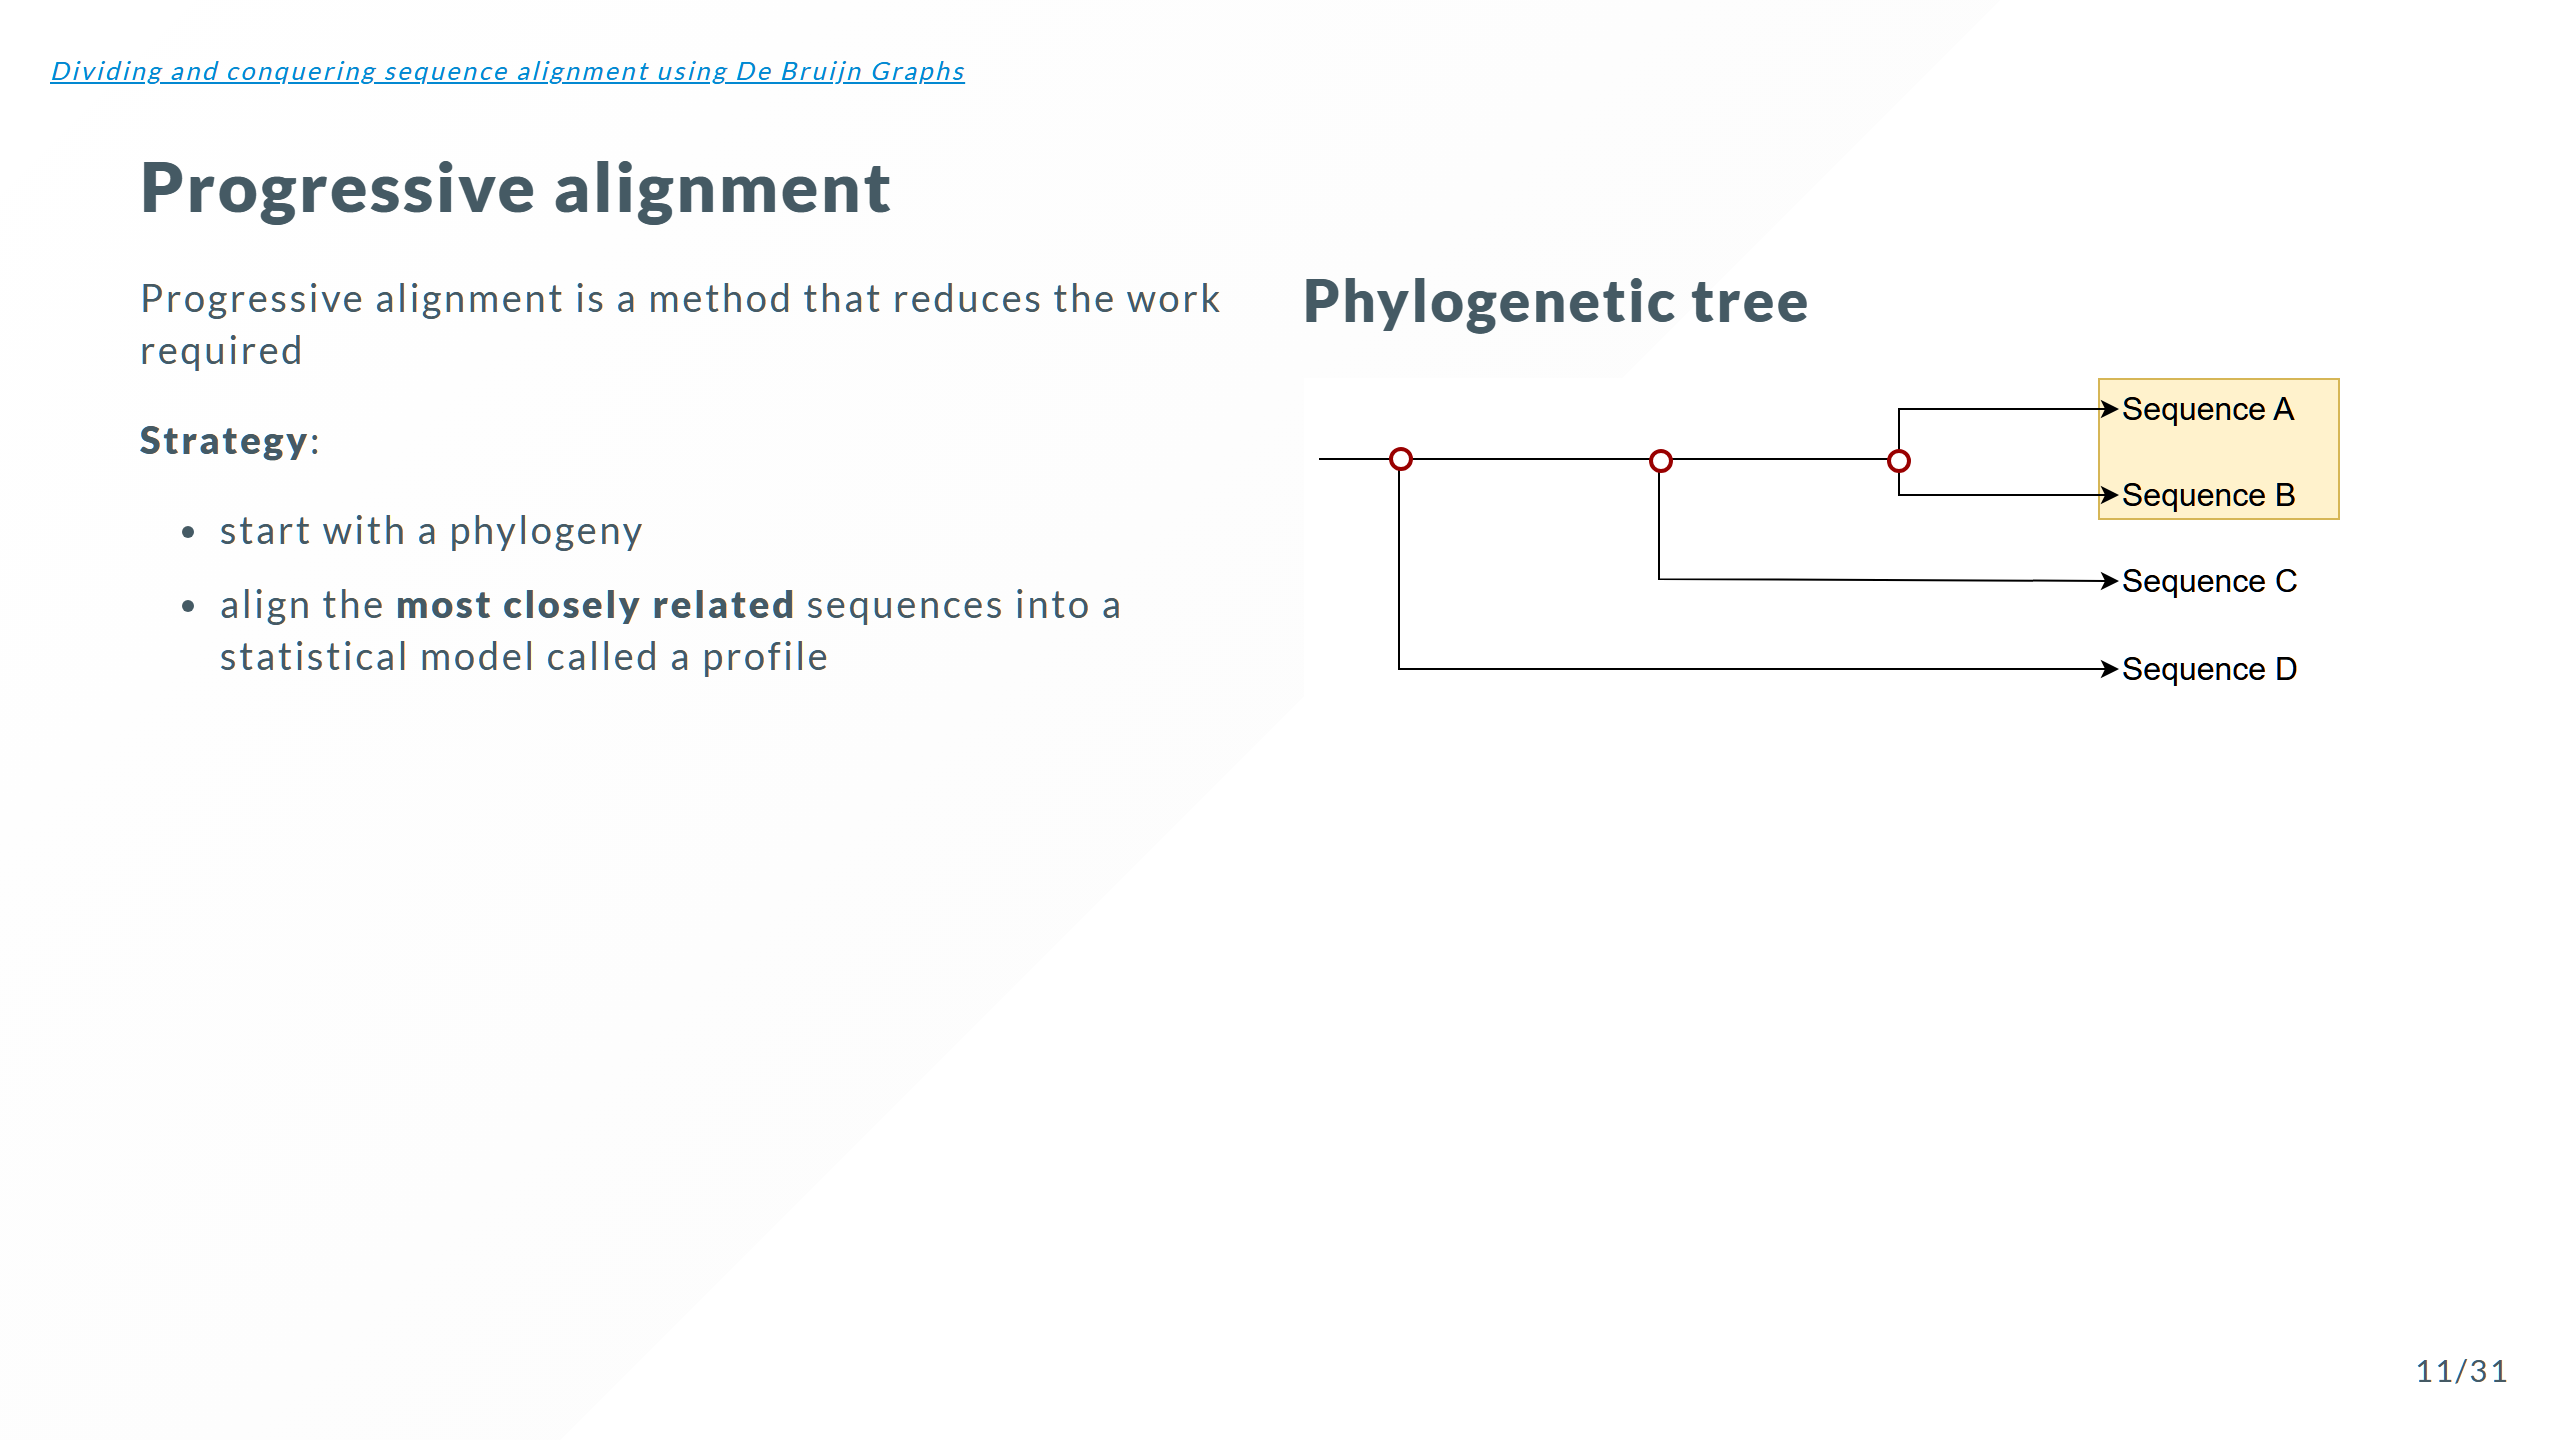 Dividing and conquering sequence alignment using De Bruijn Graphs
Progressive alignment
Progressive alignment is a method that reduces the work
required
Strategy:
• start with a phylogeny
• align the most closely related sequences into a
statistical model called a profile
Phylogenetic tree
Sequence A
Sequence B
Sequence C
Sequence D
11/31